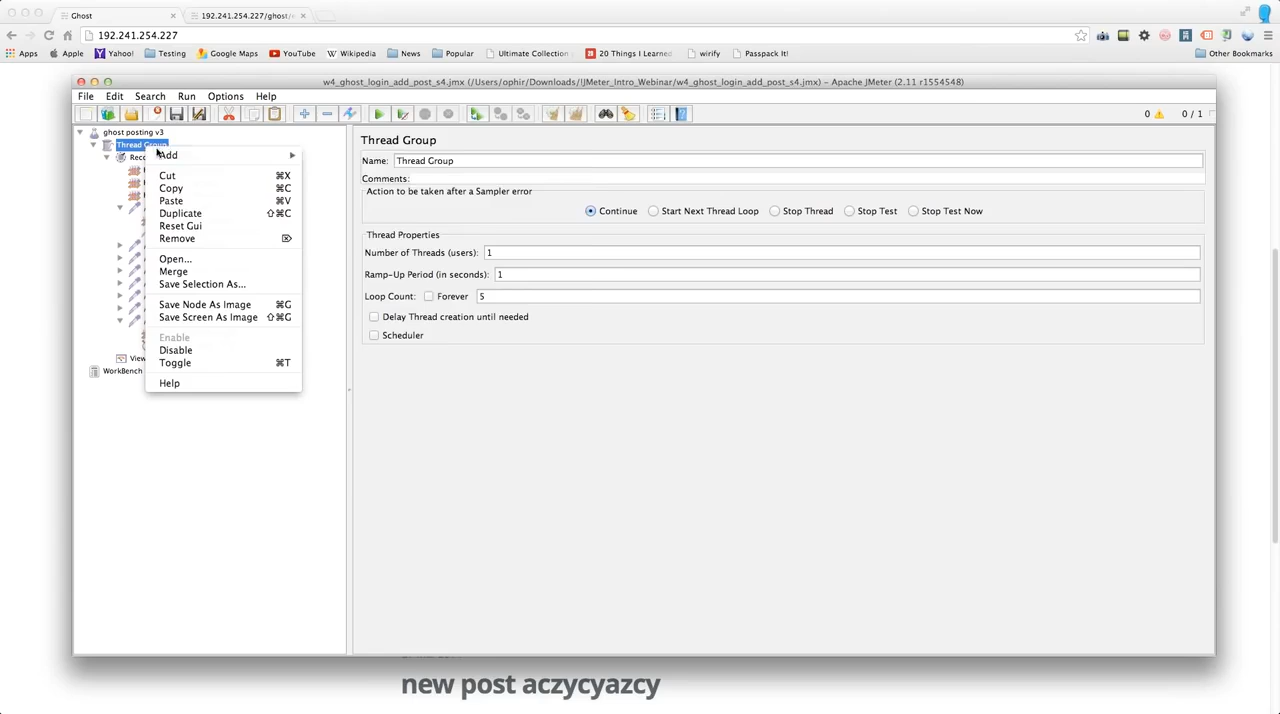 Ghost
192.241.254.227/ghost/
192.241.254.227
Apps Apple Yahoo! Testing Google Maps YouTube Wikipedia News Popular Ultimate Collection 20 Things I Learned wirify Passpack It! Other Bookmarks
w4_ghost_login_add_post_s4.jmx (/Users/ophir/Downloads/IJMeter_Intro_Webinar/w4_ghost_login_add_post_s4.jmx) - Apache JMeter (2.11 r1554548)
File Edit Search Run Options Help
0 0 / 1
ghost posting v3
Thread Group
Reco
View
WorkBench
Add
Cut ⌘X
Copy ⌘C
Paste ⌘V
Duplicate ⇧⌘C
Reset Gui
Remove ⌦
Open...
Merge
Save Selection As...
Save Node As Image ⌘G
Save Screen As Image ⇧⌘G
Enable
Disable
Toggle ⌘T
Help
Thread Group
Name: Thread Group
Comments:
Action to be taken after a Sampler error
Continue Start Next Thread Loop Stop Thread Stop Test Stop Test Now
Thread Properties
Number of Threads (users): 1
Ramp-Up Period (in seconds): 1
Loop Count: Forever 5
Delay Thread creation until needed
Scheduler
new post aczycyazcy